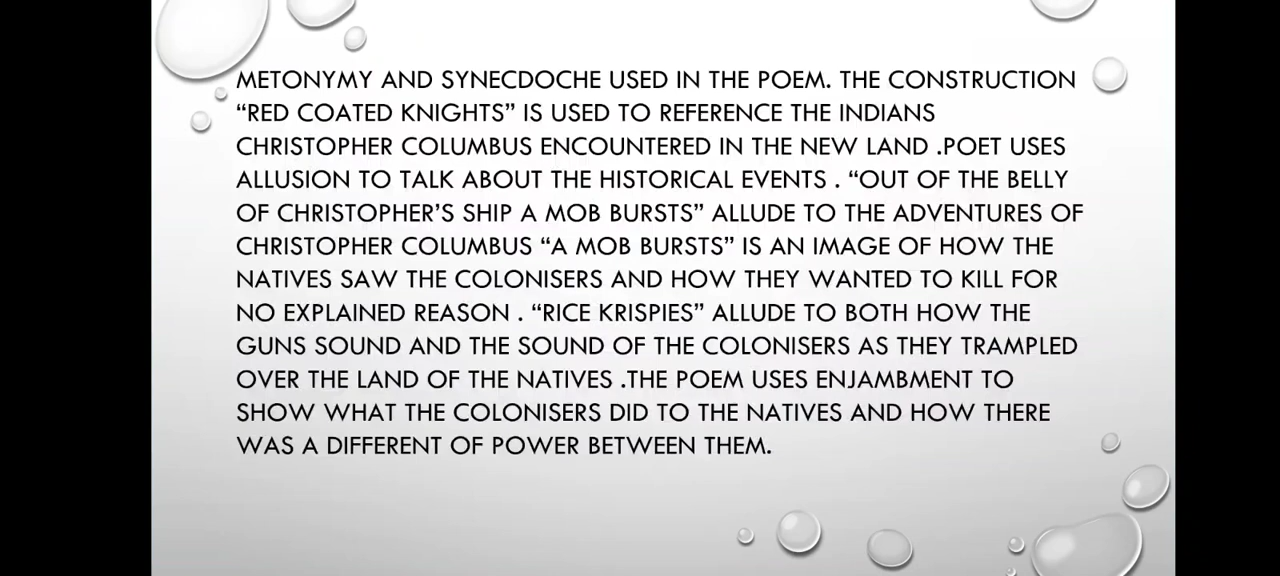 METONYMY AND SYNECDOCHE USED IN THE POEM. THE CONSTRUCTION
“RED COATED KNIGHTS” IS USED TO REFERENCE THE INDIANS
CHRISTOPHER COLUMBUS ENCOUNTERED IN THE NEW LAND .POET USES
ALLUSION TO TALK ABOUT THE HISTORICAL EVENTS . “OUT OF THE BELLY
OF CHRISTOPHER’S SHIP A MOB BURSTS” ALLUDE TO THE ADVENTURES OF
CHRISTOPHER COLUMBUS “A MOB BURSTS” IS AN IMAGE OF HOW THE
NATIVES SAW THE COLONISERS AND HOW THEY WANTED TO KILL FOR
NO EXPLAINED REASON . “RICE KRISPIES” ALLUDE TO BOTH HOW THE
GUNS SOUND AND THE SOUND OF THE COLONISERS AS THEY TRAMPLED
OVER THE LAND OF THE NATIVES .THE POEM USES ENJAMBMENT TO
SHOW WHAT THE COLONISERS DID TO THE NATIVES AND HOW THERE
WAS A DIFFERENT OF POWER BETWEEN THEM.